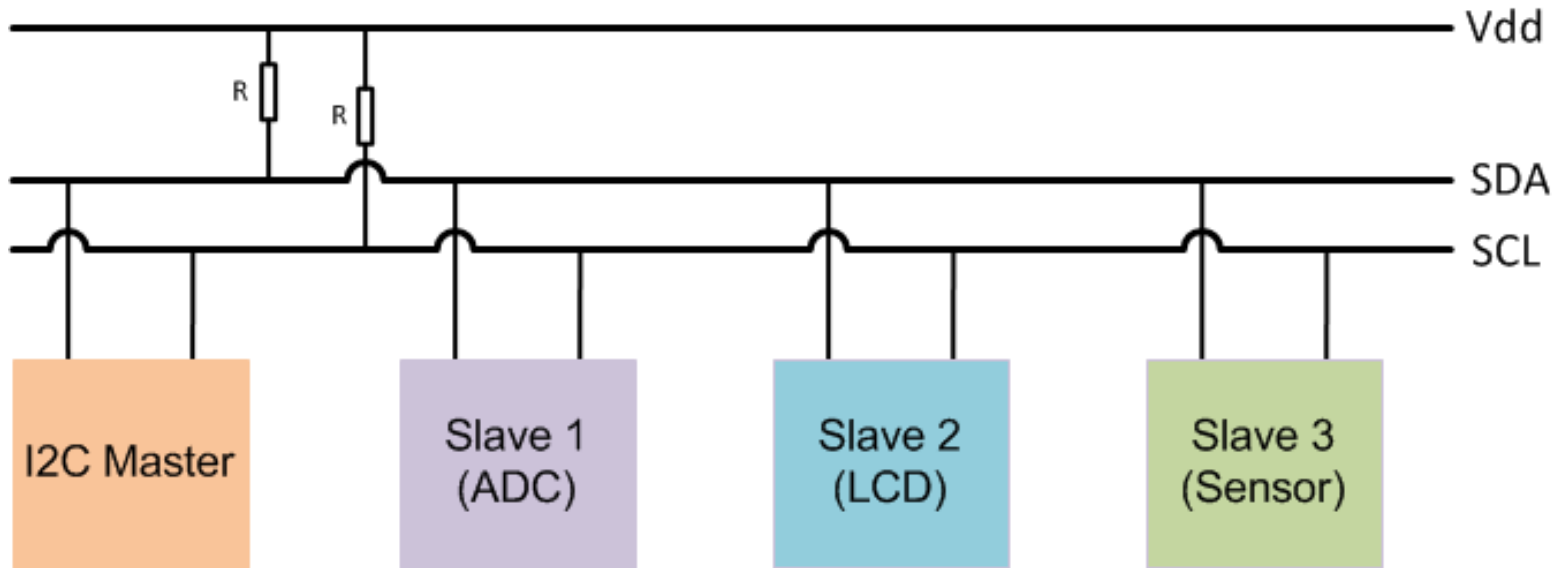 Vdd
R
R
SDA
SCL
I2C Master
Slave 1
(ADC)
Slave 2
(LCD)
Slave 3
(Sensor)